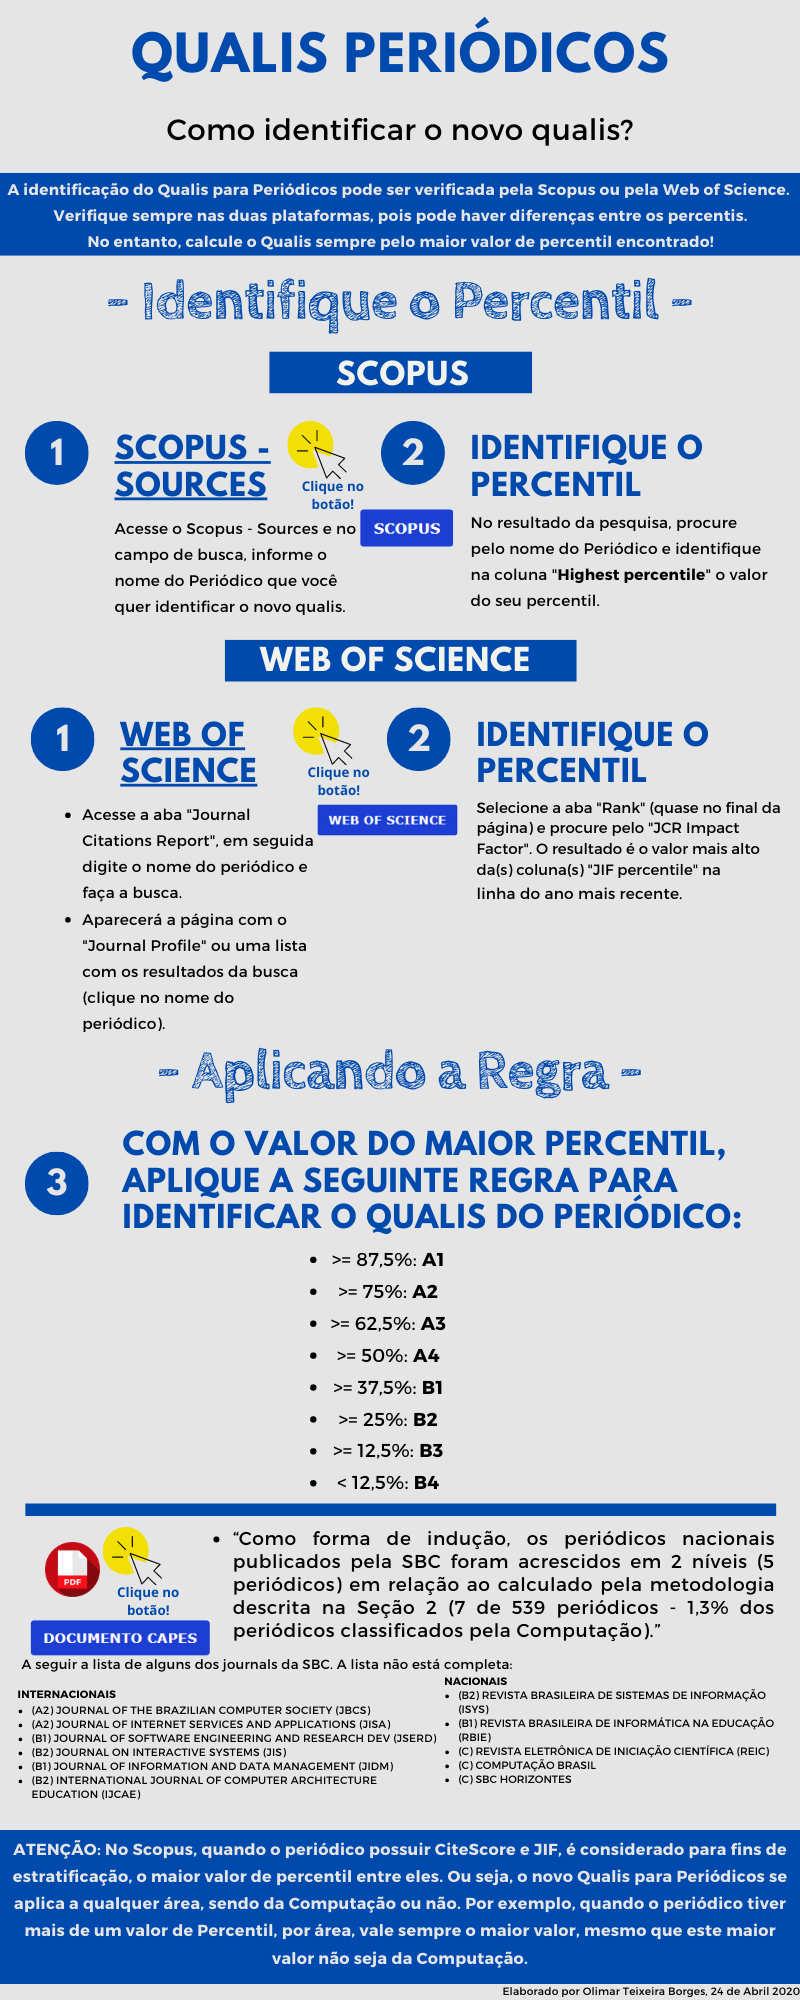 QUALIS PERIÓDICOS
Como identificar o novo qualis?
A identificação do Qualis para Periódicos pode ser verificada pela Scopus ou pela Web of Science.
Verifique sempre nas duas plataformas, pois pode haver diferenças entre os percentis.
No entanto, calcule o Qualis sempre pelo maior valor de percentil encontrado!
- Identifique o Percentil -
SCOPUS
1
SCOPUS -
SOURCES
Clique no
botão!
SCOPUS
Acesse o Scopus - Sources e no
campo de busca, informe o
nome do Periódico que você
quer identificar o novo qualis.
2
IDENTIFIQUE O
PERCENTIL
No resultado da pesquisa, procure
pelo nome do Periódico e identifique
na coluna "Highest percentile" o valor
do seu percentil.
WEB OF SCIENCE
1
WEB OF
SCIENCE
Clique no
botão!
WEB OF SCIENCE
• Acesse a aba "Journal
Citations Report", em seguida
digite o nome do periódico e
faça a busca.
• Aparecerá a página com o
"Journal Profile" ou uma lista
com os resultados da busca
(clique no nome do
periódico).
2
IDENTIFIQUE O
PERCENTIL
Selecione a aba "Rank" (quase no final da
página) e procure pelo "JCR Impact
Factor". O resultado é o valor mais alto
da(s) coluna(s) "JIF percentile" na
linha do ano mais recente.
- Aplicando a Regra -
3
COM O VALOR DO MAIOR PERCENTIL,
APLIQUE A SEGUINTE REGRA PARA
IDENTIFICAR O QUALIS DO PERIÓDICO:
• >= 87,5%: A1
• >= 75%: A2
• >= 62,5%: A3
• >= 50%: A4
• >= 37,5%: B1
• >= 25%: B2
• >= 12,5%: B3
• < 12,5%: B4
PDF
Clique no
botão!
DOCUMENTO CAPES
• “Como forma de indução, os periódicos nacionais
publicados pela SBC foram acrescidos em 2 níveis (5
periódicos) em relação ao calculado pela metodologia
descrita na Seção 2 (7 de 539 periódicos - 1,3% dos
periódicos classificados pela Computação).”
A seguir a lista de alguns dos journals da SBC. A lista não está completa:
INTERNACIONAIS
• (A2) JOURNAL OF THE BRAZILIAN COMPUTER SOCIETY (JBCS)
• (A2) JOURNAL OF INTERNET SERVICES AND APPLICATIONS (JISA)
• (B1) JOURNAL OF SOFTWARE ENGINEERING AND RESEARCH DEV (JSERD)
• (B2) JOURNAL ON INTERACTIVE SYSTEMS (JIS)
• (B1) JOURNAL OF INFORMATION AND DATA MANAGEMENT (JIDM)
• (B2) INTERNATIONAL JOURNAL OF COMPUTER ARCHITECTURE
EDUCATION (IJCAE)
NACIONAIS
• (B2) REVISTA BRASILEIRA DE SISTEMAS DE INFORMAÇÃO
(ISYS)
• (B1) REVISTA BRASILEIRA DE INFORMÁTICA NA EDUCAÇÃO
(RBIE)
• (C) REVISTA ELETRÔNICA DE INICIAÇÃO CIENTÍFICA (REIC)
• (C) COMPUTAÇÃO BRASIL
• (C) SBC HORIZONTES
ATENÇÃO: No Scopus, quando o periódico possuir CiteScore e JIF, é considerado para fins de
estratificação, o maior valor de percentil entre eles. Ou seja, o novo Qualis para Periódicos se
aplica a qualquer área, sendo da Computação ou não. Por exemplo, quando o periódico tiver
mais de um valor de Percentil, por área, vale sempre o maior valor, mesmo que este maior
valor não seja da Computação.
Elaborado por Olimar Teixeira Borges, 24 de Abril 2020